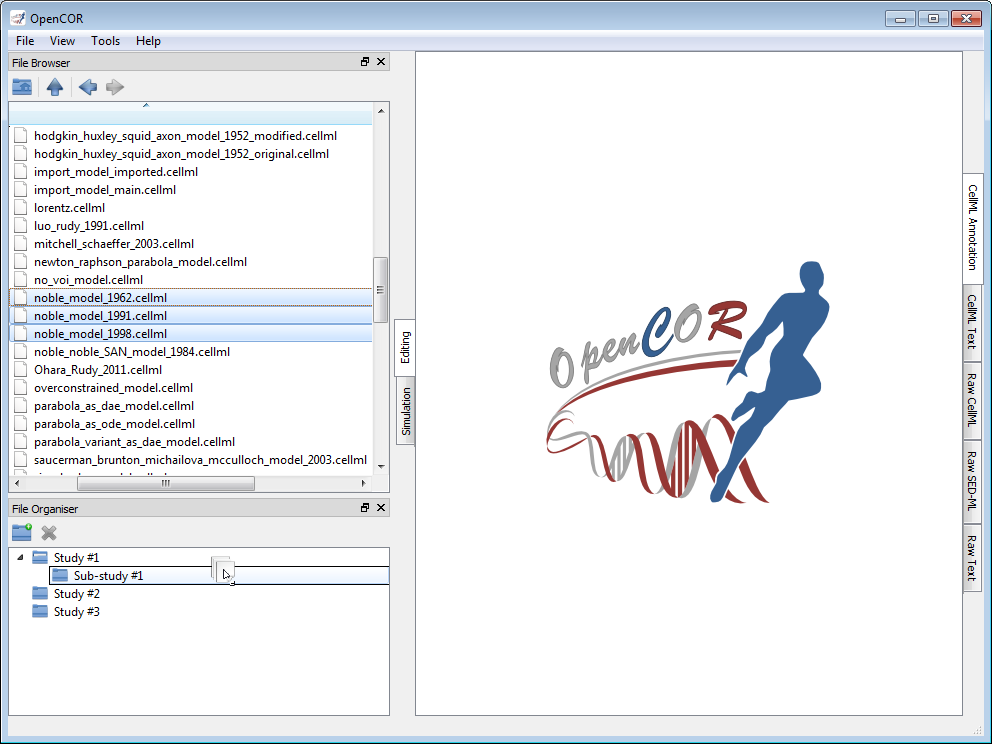 OpenCOR
File View Tools Help
File Browser
hodgkin_huxley_squid_axon_model_1952_modified.cellml
hodgkin_huxley_squid_axon_model_1952_original.cellml
import_model_imported.cellml
import_model_main.cellml
lorentz.cellml
luo_rudy_1991.cellml
mitchell_schaeffer_2003.cellml
newton_raphson_parabola_model.cellml
no_voi_model.cellml
noble_model_1962.cellml
noble_model_1991.cellml
noble_model_1998.cellml
noble_noble_SAN_model_1984.cellml
Ohara_Rudy_2011.cellml
overconstrained_model.cellml
parabola_as_dae_model.cellml
parabola_as_ode_model.cellml
parabola_variant_as_dae_model.cellml
saucerman_brunton_michailova_mcculloch_model_2003.cellml
File Organiser
Study #1
Sub-study #1
Study #2
Study #3
Editing
Simulation
OpenCOR
CellML Annotation
CellML Text
Raw CellML
Raw SED-ML
Raw Text